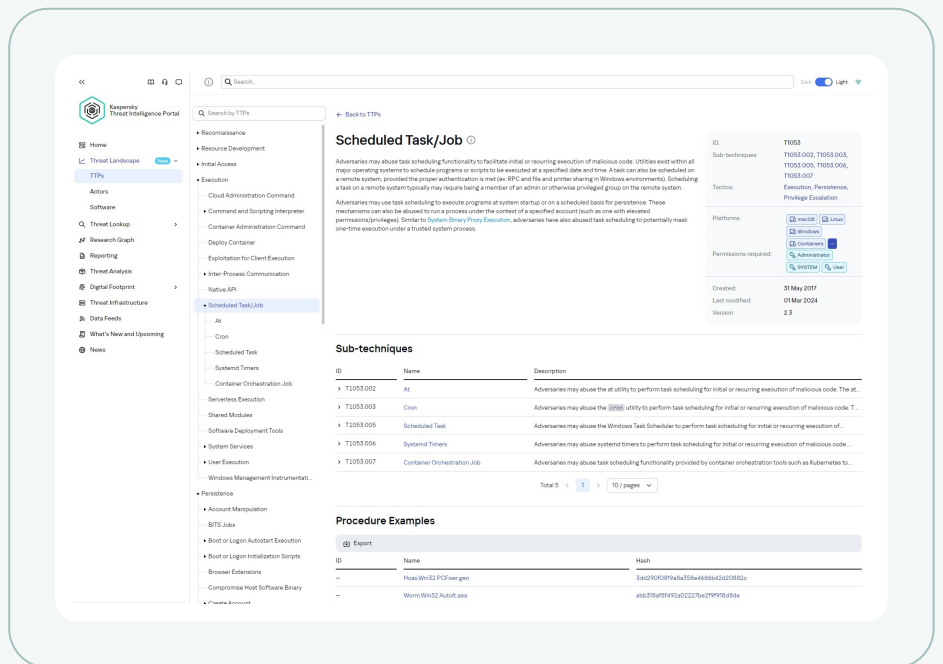 Search...
Dark
Light
Kaspersky
Threat Intelligence Portal
Home
Threat Landscape
New
TTPs
Actors
Software
Threat Lookup
Research Graph
Reporting
Threat Analysis
Digital Footprint
Threat Infrastructure
Data Feeds
What's New and Upcoming
News
Search by TTPs
Reconnaissance
Resource Development
Initial Access
Execution
Cloud Administration Command
Command and Scripting Interpreter
Container Administration Command
Deploy Container
Exploitation for Client Execution
Inter-Process Communication
Native API
Scheduled Task/Job
At
Cron
Scheduled Task
Systemd Timers
Container Orchestration Job
Serverless Execution
Shared Modules
Software Deployment Tools
System Services
User Execution
Windows Management Instrumentati...
Persistence
Account Manipulation
BITS Jobs
Boot or Logon Autostart Execution
Boot or Logon Initialization Scripts
Browser Extensions
Compromise Host Software Binary
Create Account
← Back to TTPs
Scheduled Task/Job
Adversaries may abuse task scheduling functionality to facilitate initial or recurring execution of malicious code. Utilities exist within all
major operating systems to schedule programs or scripts to be executed at a specified date and time. A task can also be scheduled on
a remote system, provided the proper authentication is met (ex: RPC and file and printer sharing in Windows environments). Scheduling
a task on a remote system typically may require being a member of an admin or otherwise privileged group on the remote system.
Adversaries may use task scheduling to execute programs at system startup or on a scheduled basis for persistence. These
mechanisms can also be abused to run a process under the context of a specified account (such as one with elevated
permissions/privileges). Similar to System Binary Proxy Execution, adversaries have also abused task scheduling to potentially mask
one-time execution under a trusted system process.
ID: T1053
Sub-techniques: T1053.002, T1053.003,
T1053.005, T1053.006,
T1053.007
Tactics: Execution, Persistence,
Privilege Escalation
Platforms: macOS Linux
Windows
Containers ...
Permissions required: Administrator
SYSTEM User
Created: 31 May 2017
Last modified: 01 Mar 2024
Version: 2.3
Sub-techniques
ID Name Description
T1053.002 At Adversaries may abuse the at utility to perform task scheduling for initial or recurring execution of malicious code. The at...
T1053.003 Cron Adversaries may abuse the cron utility to perform task scheduling for initial or recurring execution of malicious code. T...
T1053.005 Scheduled Task Adversaries may abuse the Windows Task Scheduler to perform task scheduling for initial or recurring execution of ...
T1053.006 Systemd Timers Adversaries may abuse systemd timers to perform task scheduling for initial or recurring execution of malicious code. ...
T1053.007 Container Orchestration Job Adversaries may abuse task scheduling functionality provided by container orchestration tools such as Kubernetes to...
Total 5 < 1 > 10 / pages
Procedure Examples
Export
ID Name Hash
– Hoax.Win32.PCFixer.gen
– Worm.Win32.AutoIt.aea